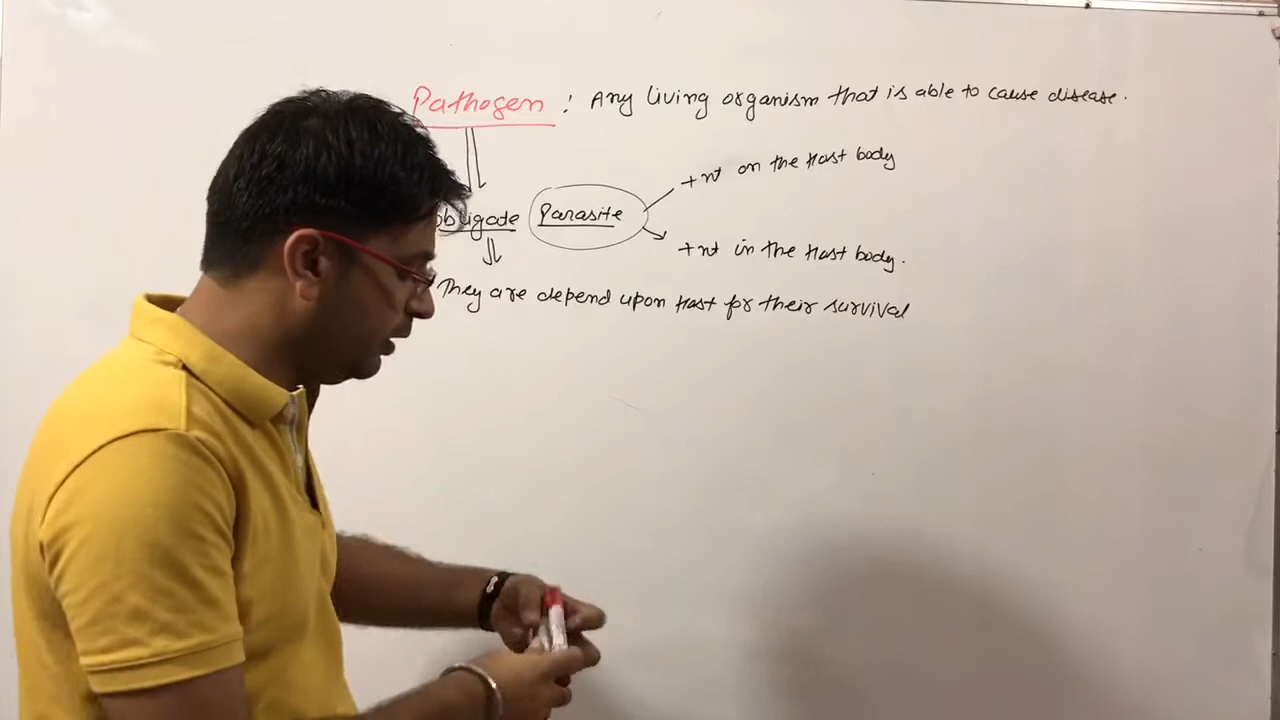 Pathogen : Any living organism that is able to cause disease.
+nt on the Host body
obligate Parasite
+nt in the Host body.
They are depend upon Host for their survival